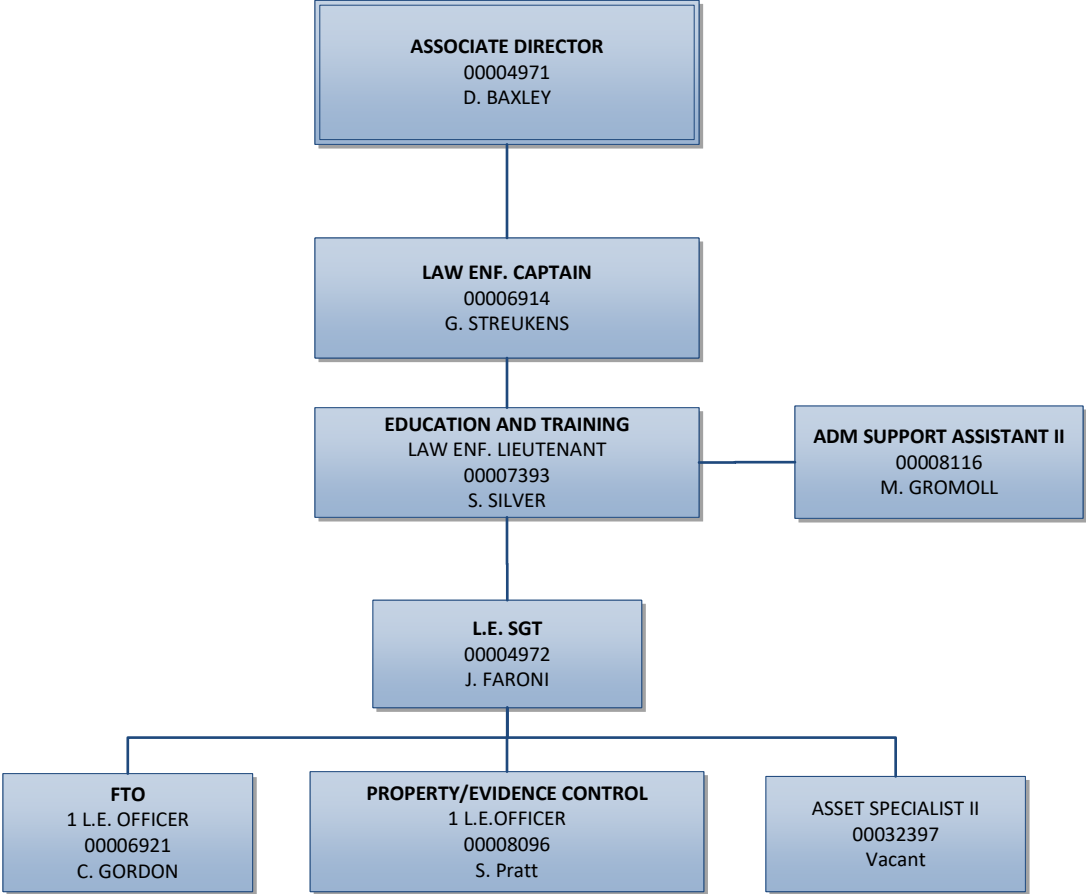 ASSOCIATE DIRECTOR
00004971
D. BAXLEY
LAW ENF. CAPTAIN
00006914
G. STREUKENS
EDUCATION AND TRAINING
LAW ENF. LIEUTENANT
00007393
S. SILVER
ADM SUPPORT ASSISTANT II
00008116
M. GROMOLL
L.E. SGT
00004972
J. FARONI
FTO
1 L.E. OFFICER
00006921
C. GORDON
PROPERTY/EVIDENCE CONTROL
1 L.E.OFFICER
00008096
S. Pratt
ASSET SPECIALIST II
00032397
Vacant